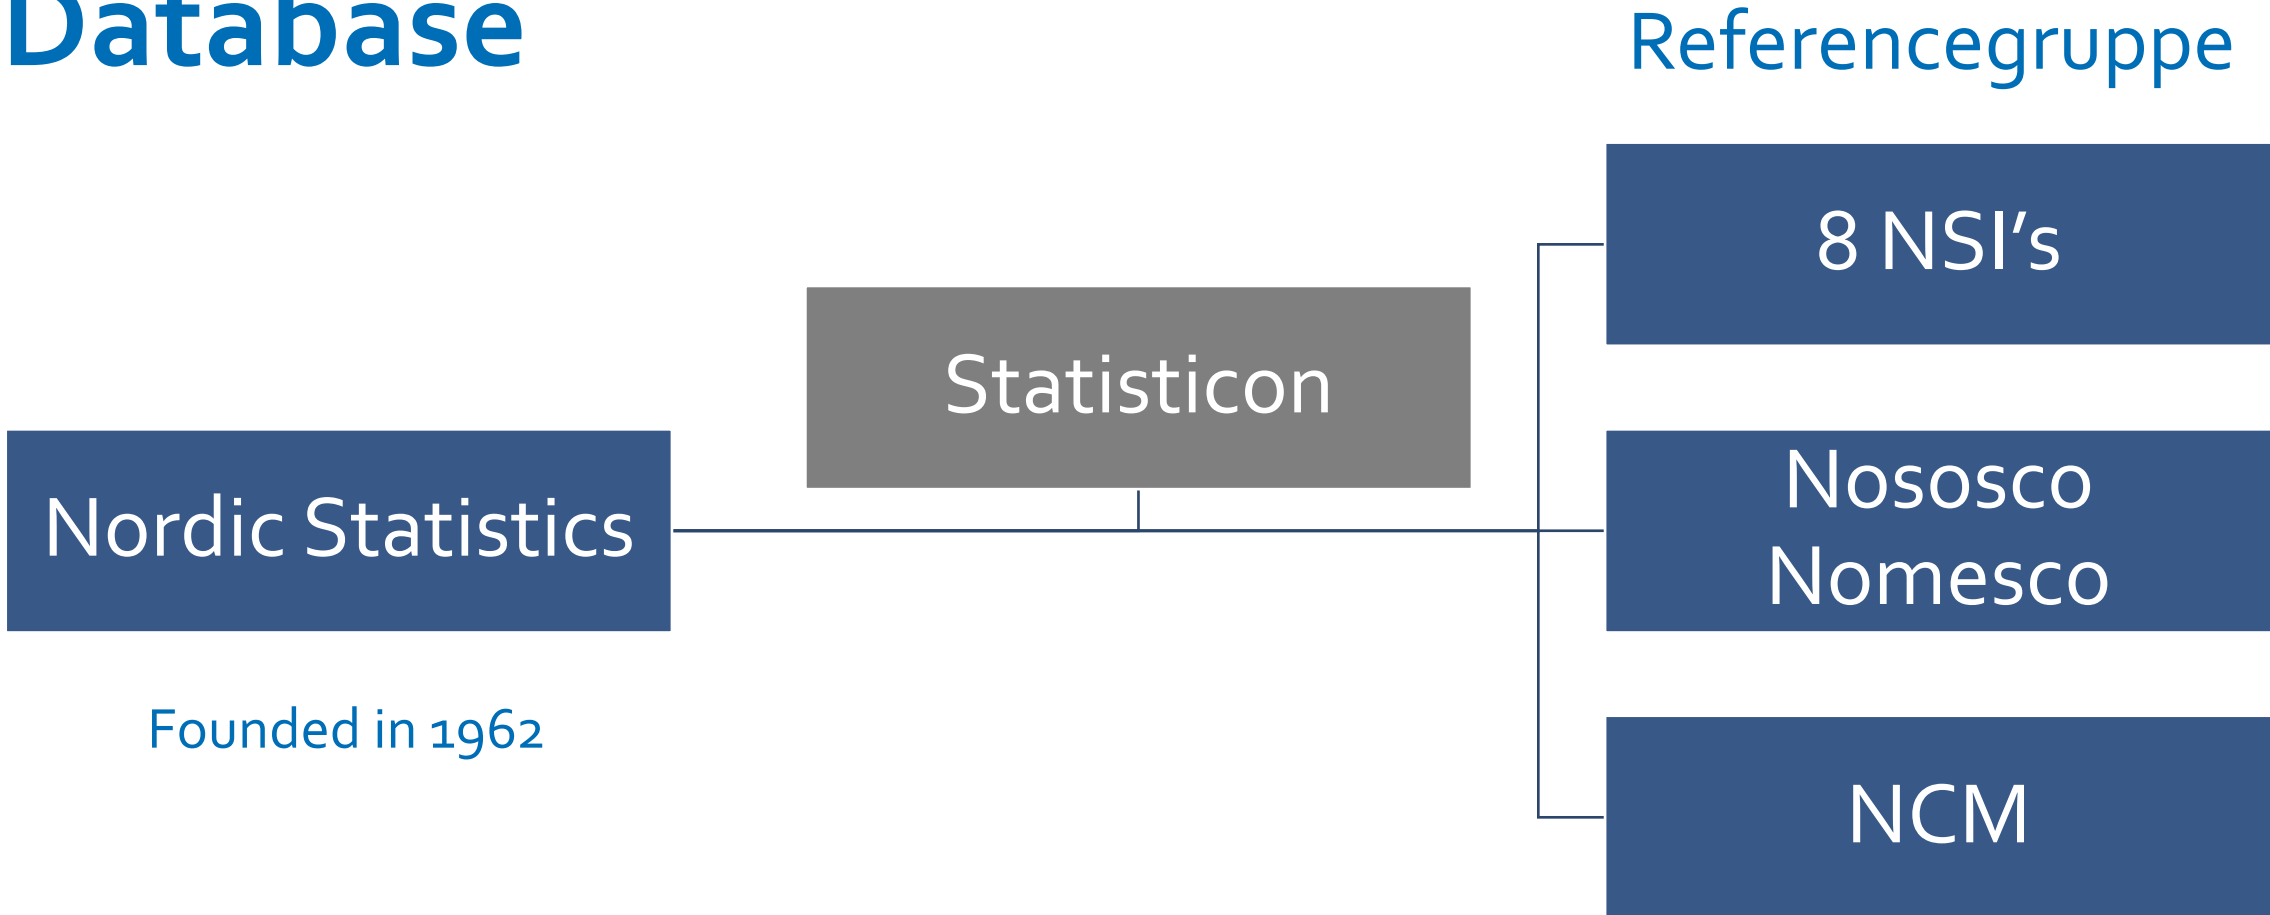 Database
Referencegruppe
8 NSI’s
Statisticon
Nososco
Nomesco
Nordic Statistics
Founded in 1962
NCM